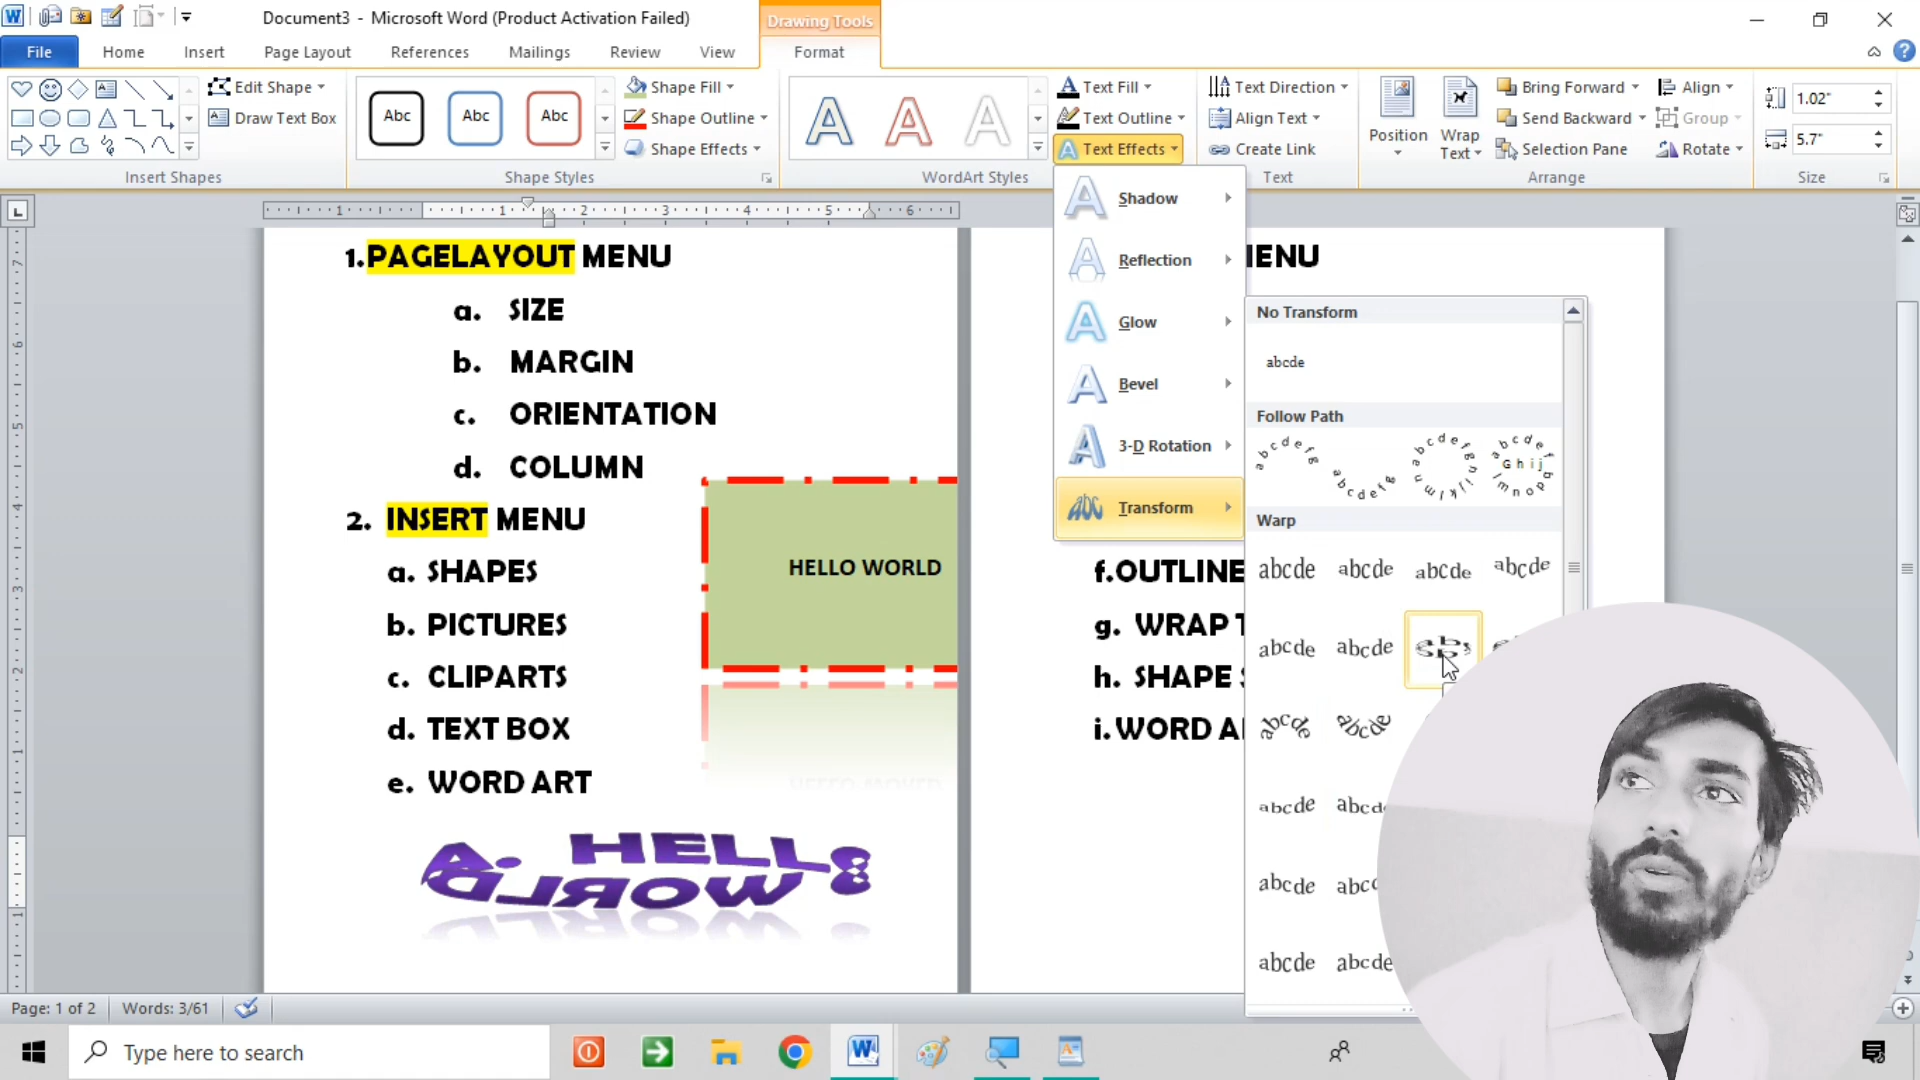 Document3 - Microsoft Word (Product Activation Failed)
Drawing Tools
File Home Insert Page Layout References Mailings Review View Format
Edit Shape
Draw Text Box
Insert Shapes
Abc Abc Abc
Shape Fill
Shape Outline
Shape Effects
Shape Styles
Text Fill
Text Outline
Text Effects
WordArt Styles
Text Direction
Align Text
Create Link
Text
Position
Wrap
Text
Bring Forward
Send Backward
Selection Pane
Align
Group
Rotate
Arrange
1.02"
5.7"
Size
1.PAGELAYOUT MENU
a. SIZE
b. MARGIN
c. ORIENTATION
d. COLUMN
2. INSERT MENU
a. SHAPES
b. PICTURES
c. CLIPARTS
d. TEXT BOX
e. WORD ART
HELLO WORLD
HELLO WORLD
f.OUTLINE
g. WRAP
h. SHAPE
i.WORD
Shadow
Reflection
Glow
Bevel
3-D Rotation
Transform
No Transform
abcde
Follow Path
Warp
abcde abcde abcde abcde
abcde abcde
abcde abcde
abcde
abcde
abcde abcde
Page: 1 of 2 Words: 3/61
Type here to search